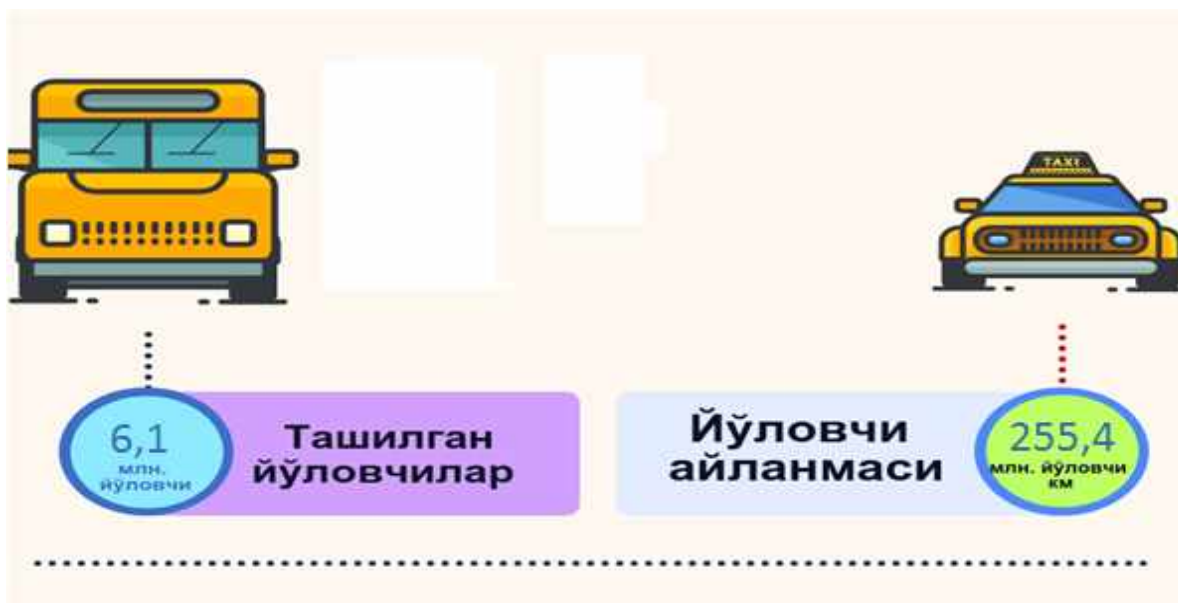 TAXI
6,1
млн.
йўловчи
Ташилган
йўловчилар
Йўловчи
айланмаси
255,4
млн. йўловчи
км